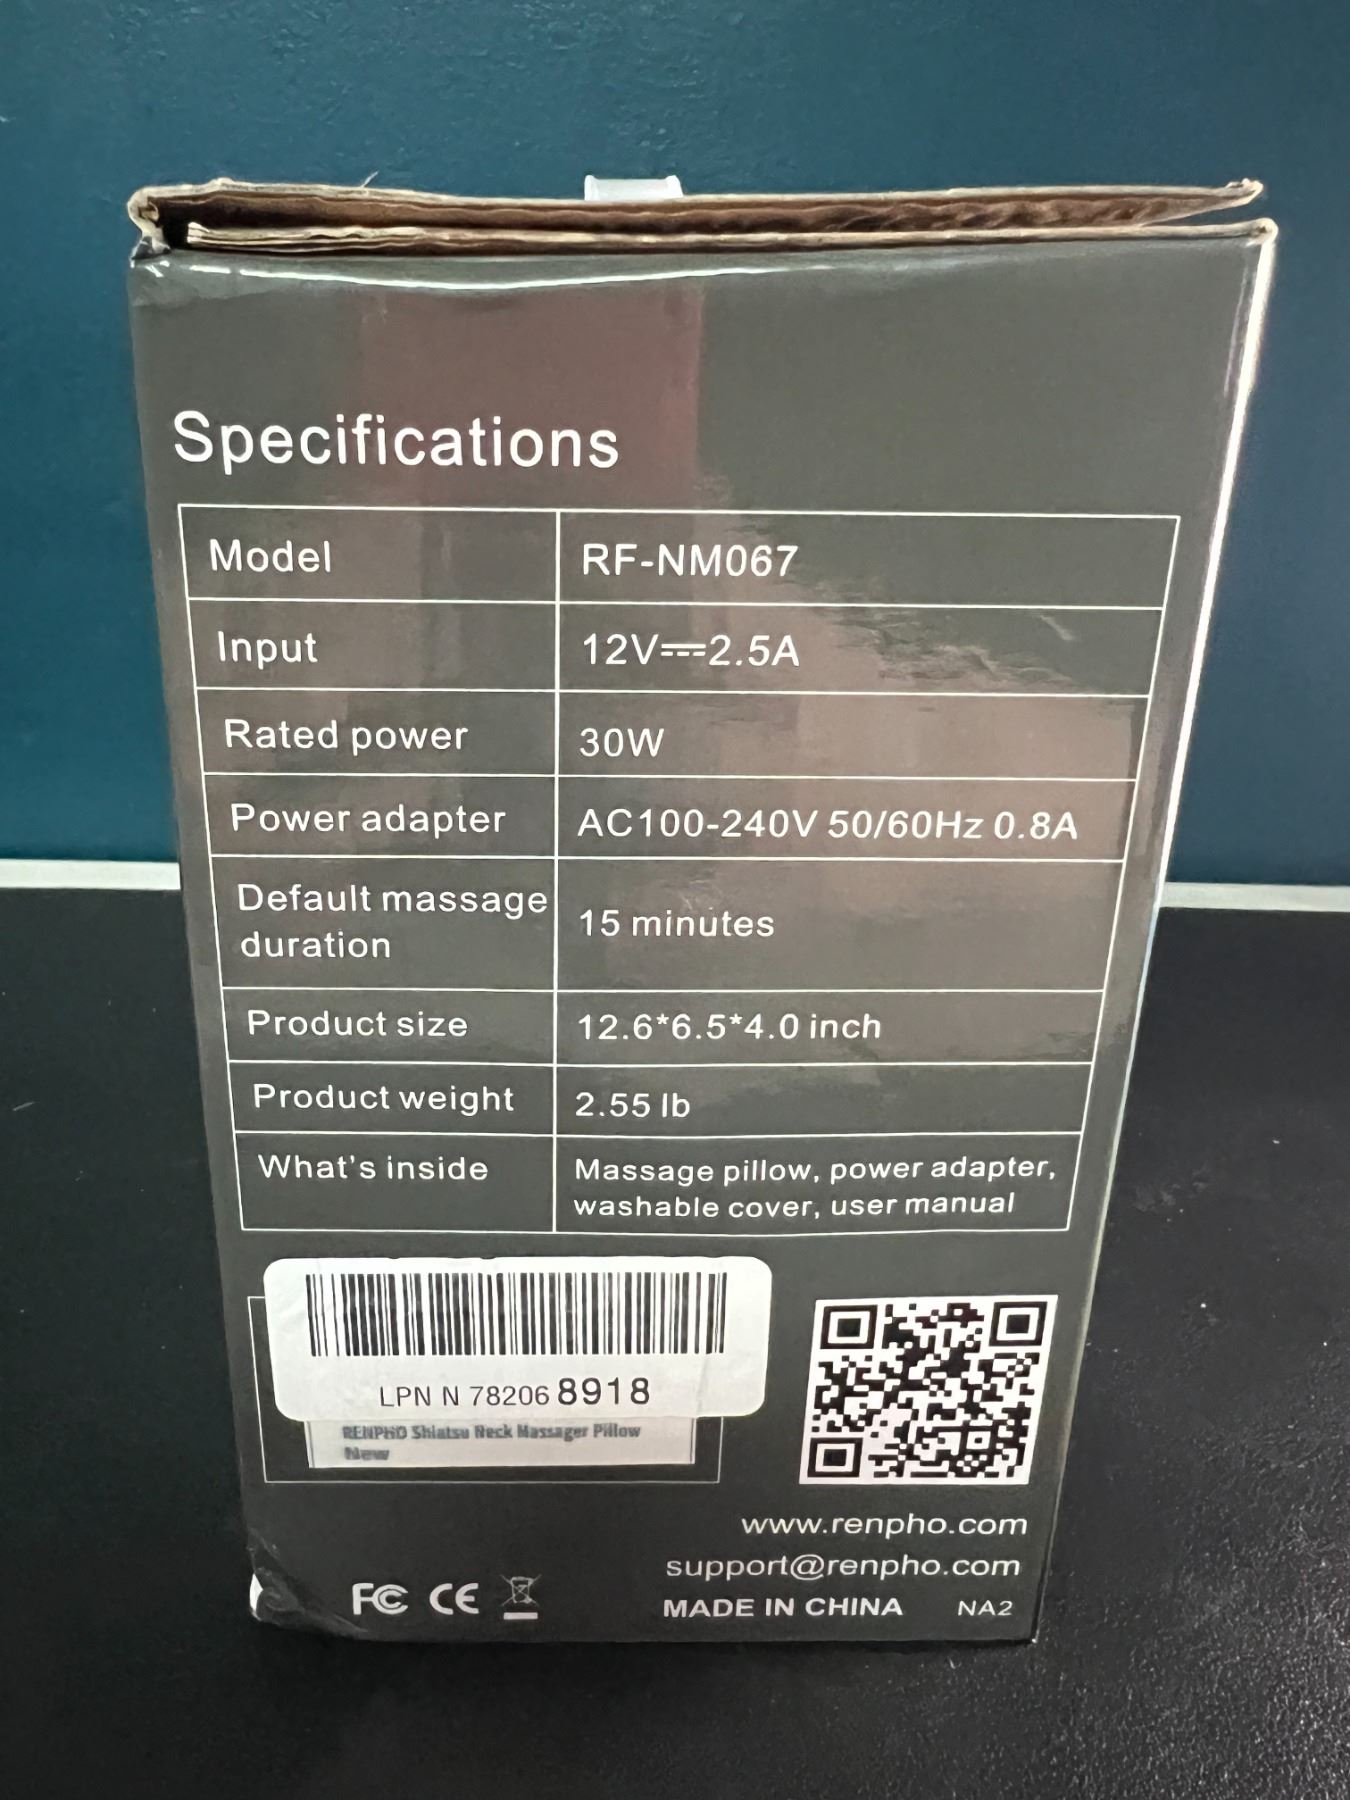 Specifications
Model RF-NM067
Input 12V⎓2.5A
Rated power 30W
Power adapter AC100-240V 50/60Hz 0.8A
Default massage
duration 15 minutes
Product size 12.6*6.5*4.0 inch
Product weight 2.55 lb
What's inside Massage pillow, power adapter,
washable cover, user manual
LPN N 78206 8918
RENPHO Shiatsu Neck Massager Pillow
New
www.renpho.com
support@renpho.com
FC CE
MADE IN CHINA NA2